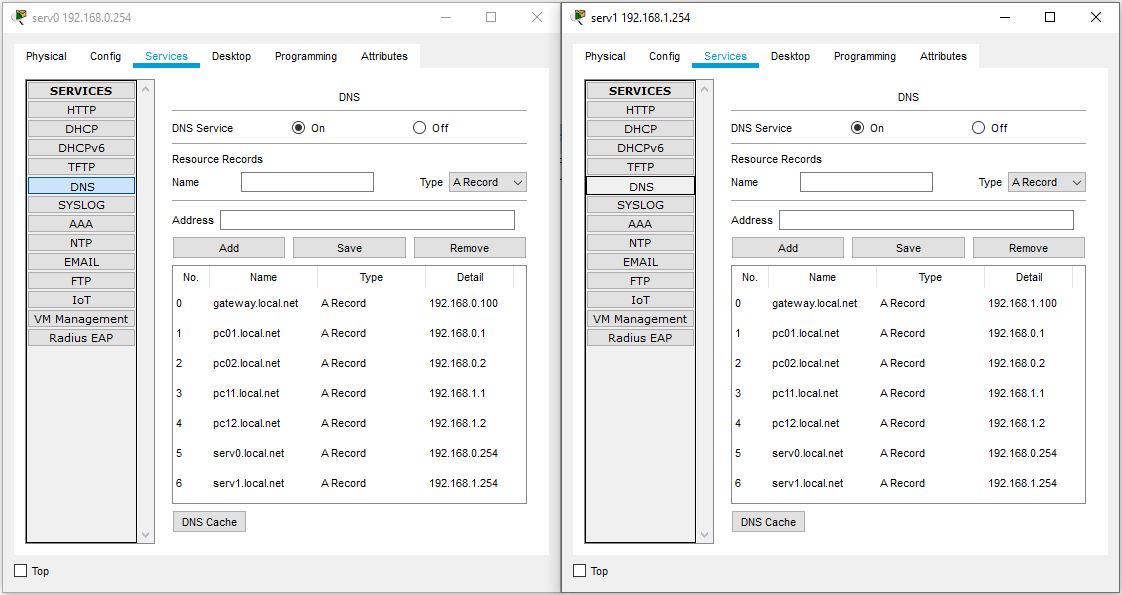 serv0 192.168.0.254
Physical Config Services Desktop Programming Attributes
SERVICES
HTTP
DHCP
DHCPv6
TFTP
DNS
SYSLOG
AAA
NTP
EMAIL
FTP
IoT
VM Management
Radius EAP
DNS
DNS Service On Off
Resource Records
Name Type A Record
Address
Add Save Remove
No. Name Type Detail
0 gateway.local.net A Record 192.168.0.100
1 pc01.local.net A Record 192.168.0.1
2 pc02.local.net A Record 192.168.0.2
3 pc11.local.net A Record 192.168.1.1
4 pc12.local.net A Record 192.168.1.2
5 serv0.local.net A Record 192.168.0.254
6 serv1.local.net A Record 192.168.1.254
DNS Cache
Top
serv1 192.168.1.254
Physical Config Services Desktop Programming Attributes
SERVICES
HTTP
DHCP
DHCPv6
TFTP
DNS
SYSLOG
AAA
NTP
EMAIL
FTP
IoT
VM Management
Radius EAP
DNS
DNS Service On Off
Resource Records
Name Type A Record
Address
Add Save Remove
No. Name Type Detail
0 gateway.local.net A Record 192.168.1.100
1 pc01.local.net A Record 192.168.0.1
2 pc02.local.net A Record 192.168.0.2
3 pc11.local.net A Record 192.168.1.1
4 pc12.local.net A Record 192.168.1.2
5 serv0.local.net A Record 192.168.0.254
6 serv1.local.net A Record 192.168.1.254
DNS Cache
Top